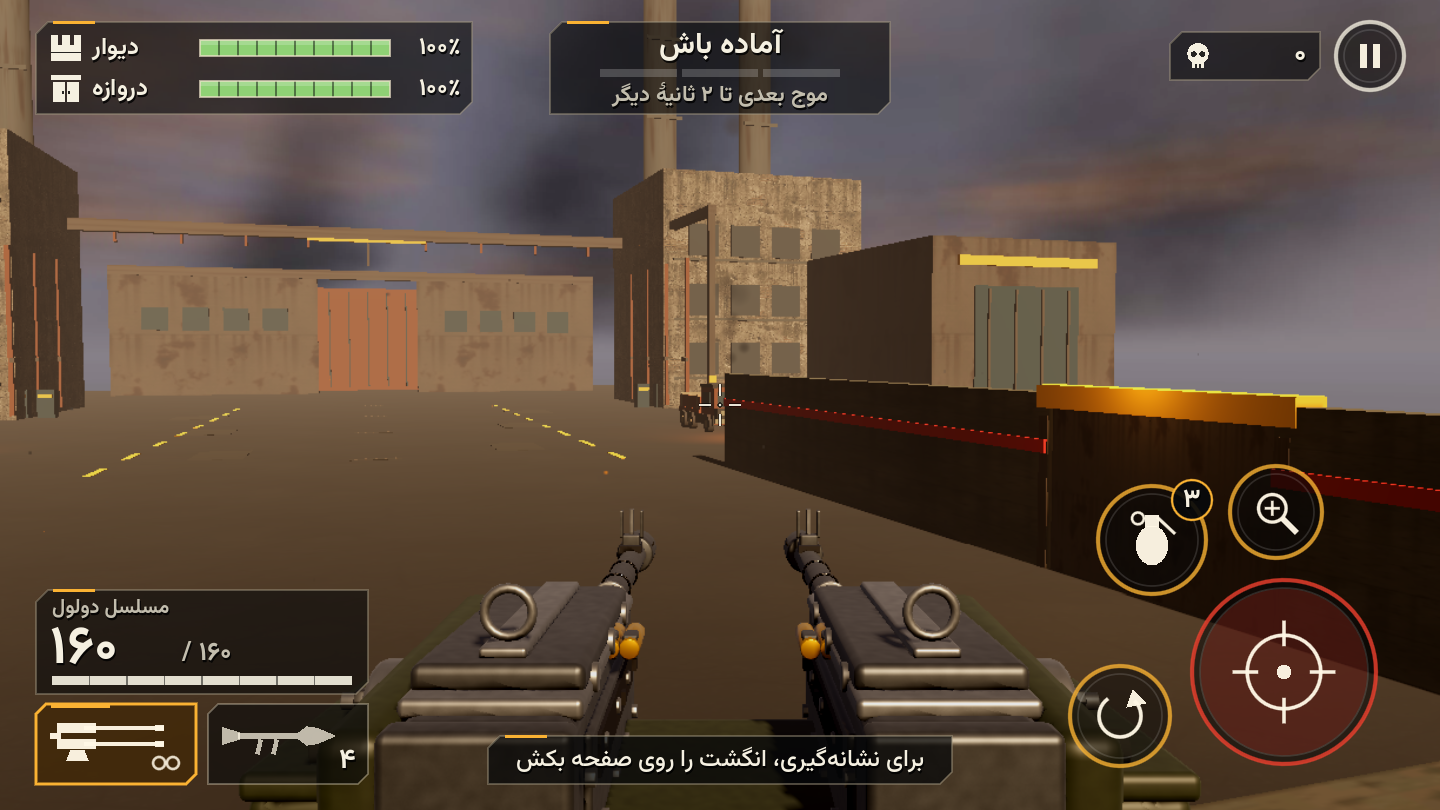 دیوار ۱۰۰٪
دروازه ۱۰۰٪
آماده باش
موج بعدی تا ۲ ثانیهٔ دیگر
۰
۳
مسلسل دولول
۱۶۰ / ۱۶۰
∞
۴
برای نشانه‌گیری، انگشت را روی صفحه بکش